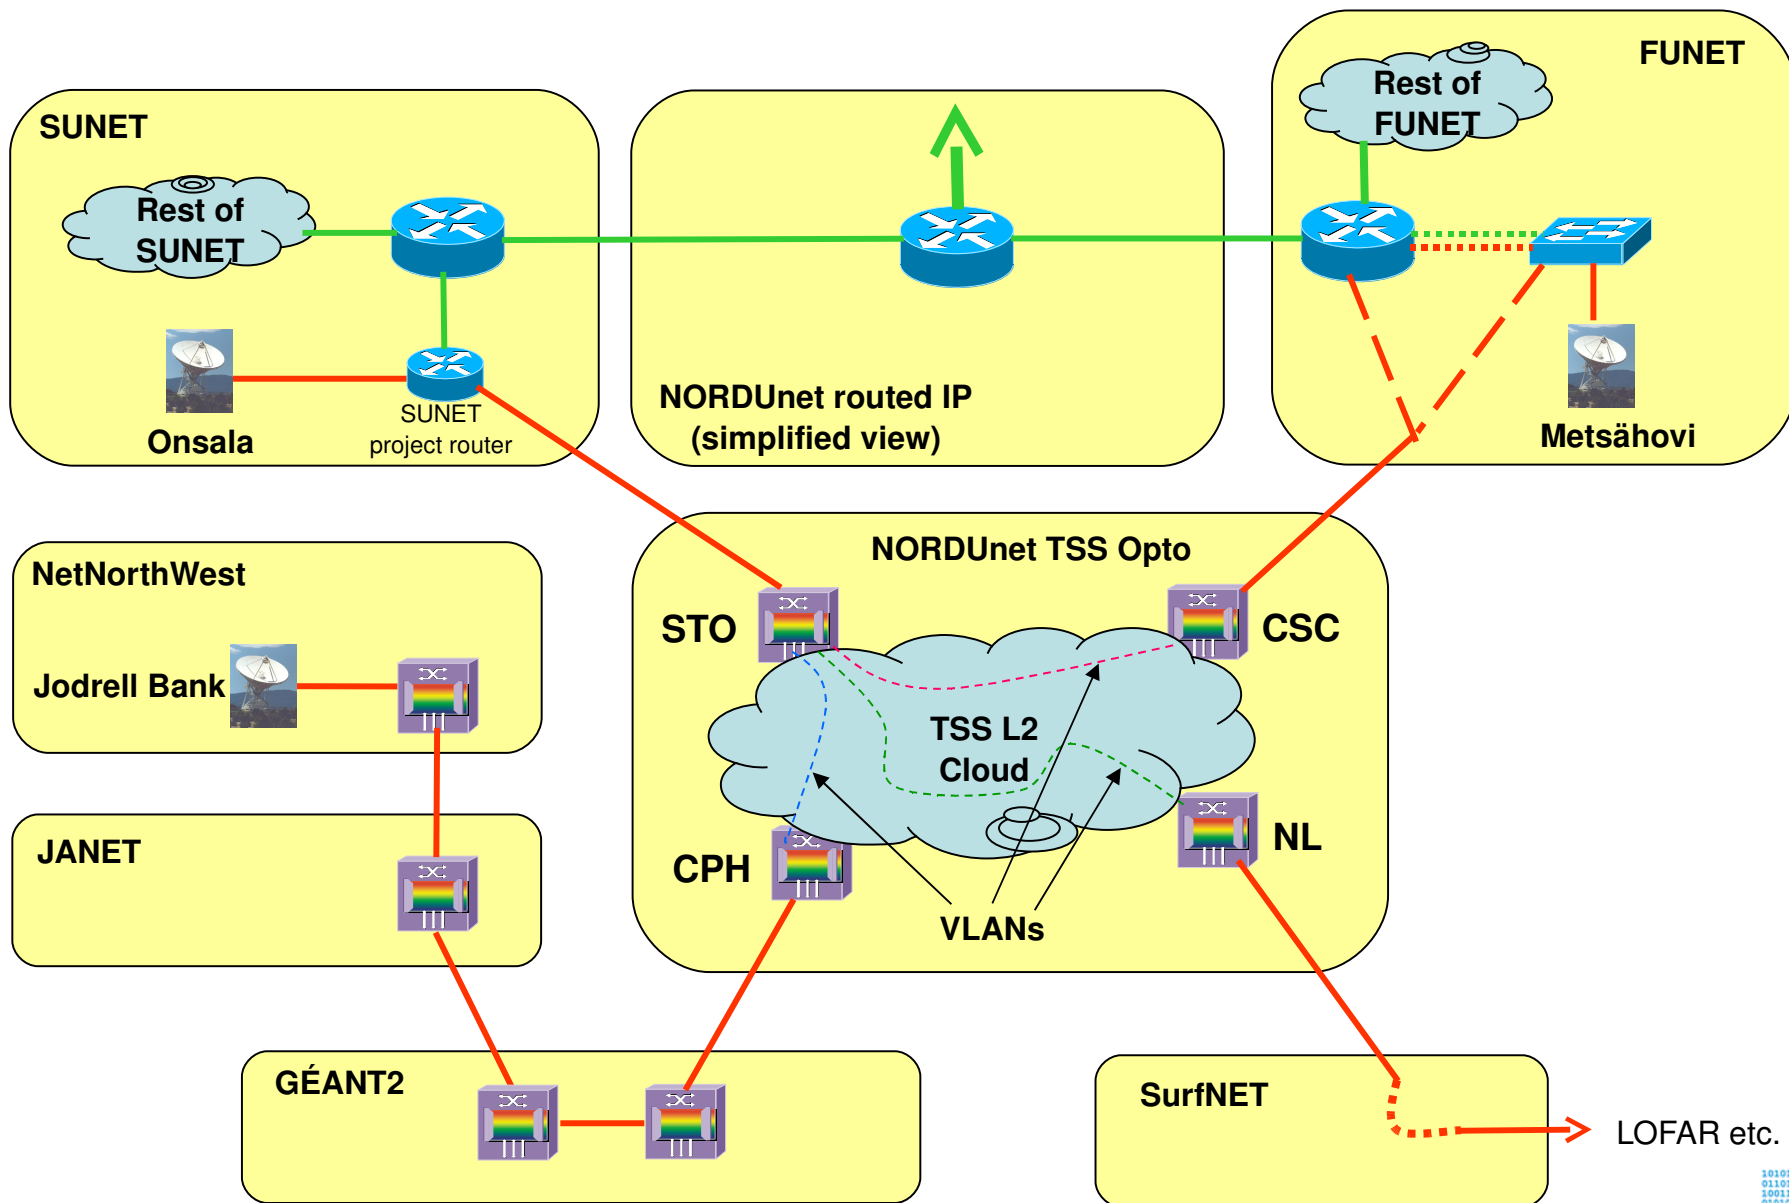 FUNET
Rest of
FUNET
SUNET
Rest of
SUNET
Onsala
SUNET
project router
NORDUnet routed IP
(simplified view)
Metsähovi
NORDUnet TSS Opto
NetNorthWest
STO
CSC
Jodrell Bank
TSS L2
Cloud
JANET
CPH
NL
VLANs
GÉANT2
SurfNET
LOFAR etc.